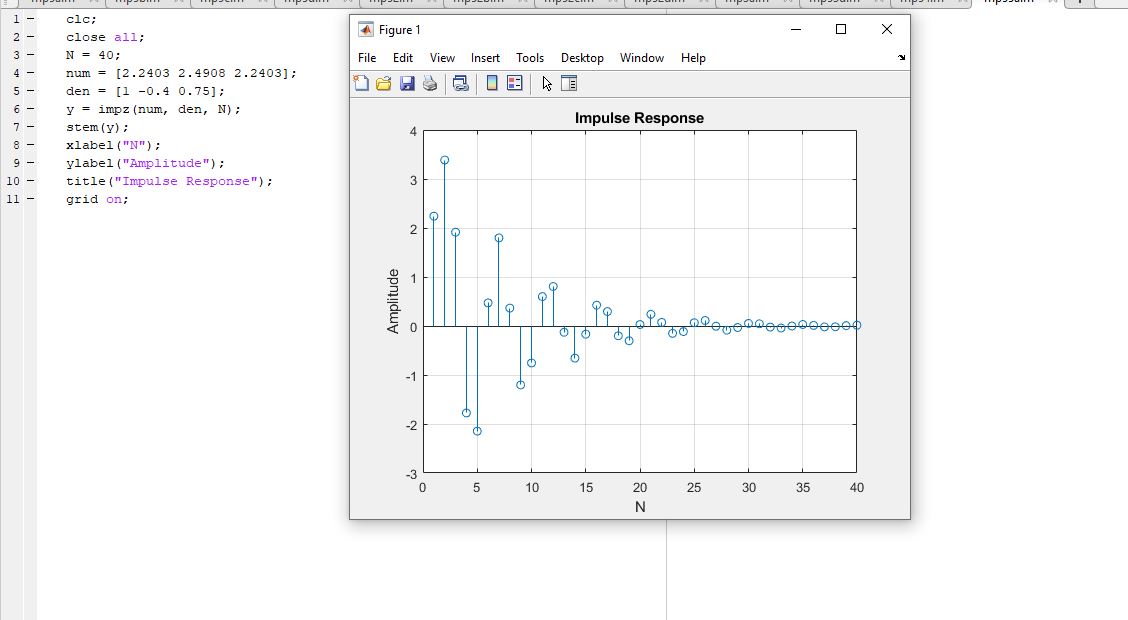 1 – clc;
2 – close all;
3 – N = 40;
4 – num = [2.2403 2.4908 2.2403];
5 – den = [1 -0.4 0.75];
6 – y = impz(num, den, N);
7 – stem(y);
8 – xlabel("N");
9 – ylabel("Amplitude");
10 – title("Impulse Response");
11 – grid on;
Figure 1
File Edit View Insert Tools Desktop Window Help
Impulse Response
4
3
2
1
0
-1
-2
-3
Amplitude
0 5 10 15 20 25 30 35 40
N